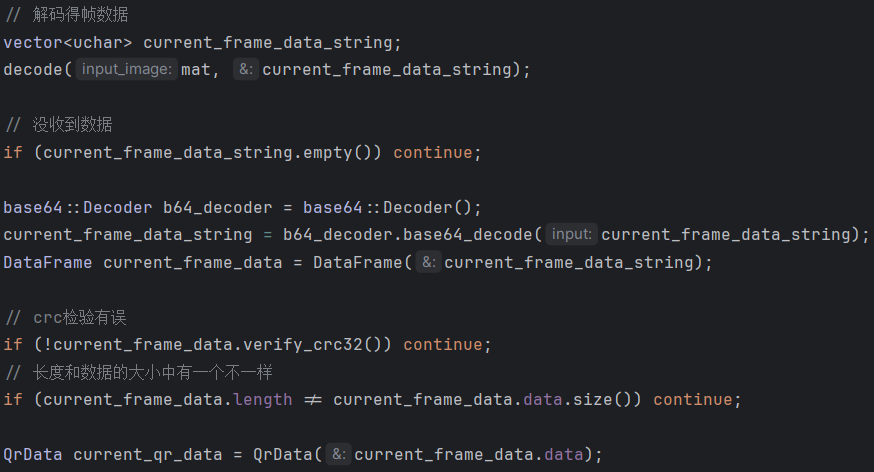 // 解码得帧数据
vector<uchar> current_frame_data_string;
decode( input_image: mat, &: current_frame_data_string);
// 没收到数据
if (current_frame_data_string.empty()) continue;
base64::Decoder b64_decoder = base64::Decoder();
current_frame_data_string = b64_decoder.base64_decode( input: current_frame_data_string);
DataFrame current_frame_data = DataFrame( &: current_frame_data_string);
// crc检验有误
if (!current_frame_data.verify_crc32()) continue;
// 长度和数据的大小中有一个不一样
if (current_frame_data.length != current_frame_data.data.size()) continue;
QrData current_qr_data = QrData( &: current_frame_data.data);